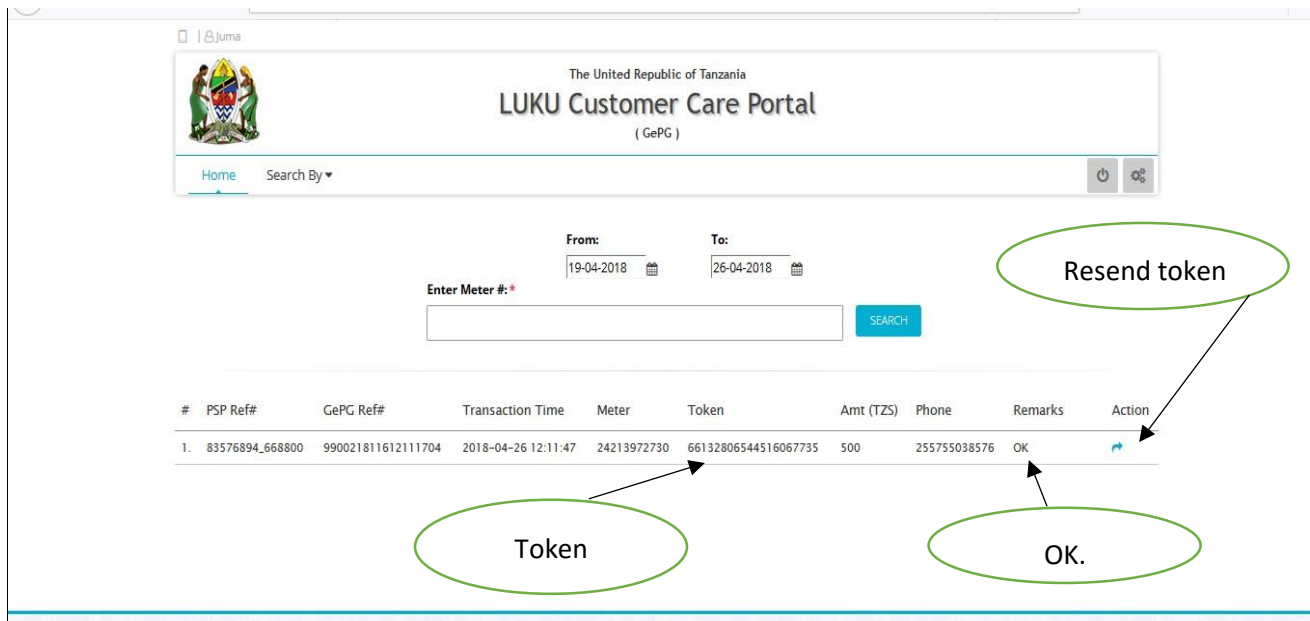 | Juma
The United Republic of Tanzania
LUKU Customer Care Portal
( GePG )
Home Search By
From: To:
19-04-2018 26-04-2018
Resend token
Enter Meter #:*
SEARCH
# PSP Ref# GePG Ref# Transaction Time Meter Token Amt (TZS) Phone Remarks Action
1. 83576894_668800 990021811612111704 2018-04-26 12:11:47 24213972730 66132806544516067735 500 255755038576 OK
Token
OK.